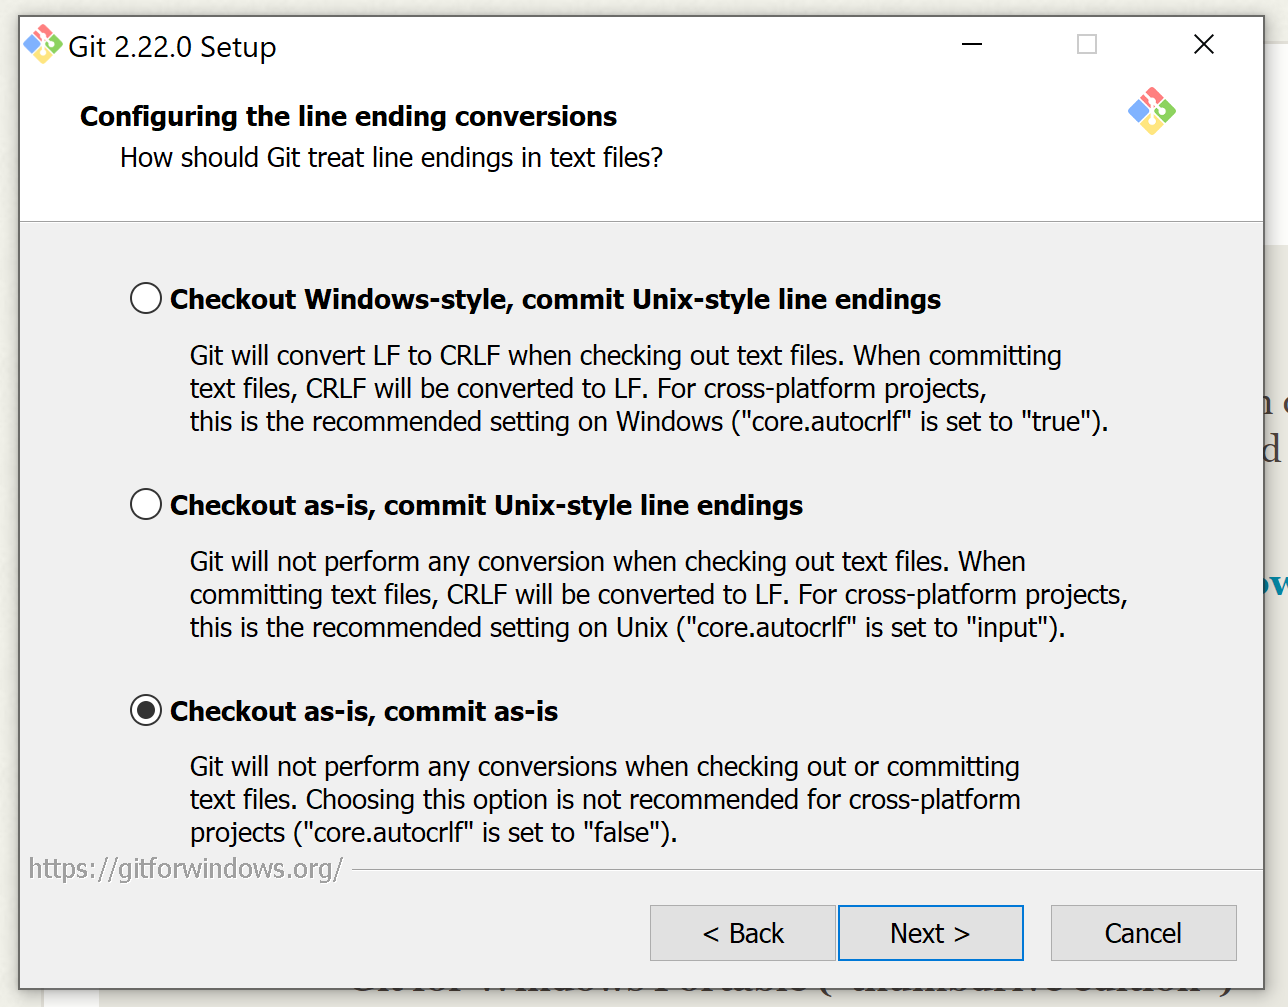 Git 2.22.0 Setup
Configuring the line ending conversions
How should Git treat line endings in text files?
Checkout Windows-style, commit Unix-style line endings
Git will convert LF to CRLF when checking out text files. When committing
text files, CRLF will be converted to LF. For cross-platform projects,
this is the recommended setting on Windows ("core.autocrlf" is set to "true").
Checkout as-is, commit Unix-style line endings
Git will not perform any conversion when checking out text files. When
committing text files, CRLF will be converted to LF. For cross-platform projects,
this is the recommended setting on Unix ("core.autocrlf" is set to "input").
Checkout as-is, commit as-is
Git will not perform any conversions when checking out or committing
text files. Choosing this option is not recommended for cross-platform
projects ("core.autocrlf" is set to "false").
https://gitforwindows.org/
< Back
Next >
Cancel